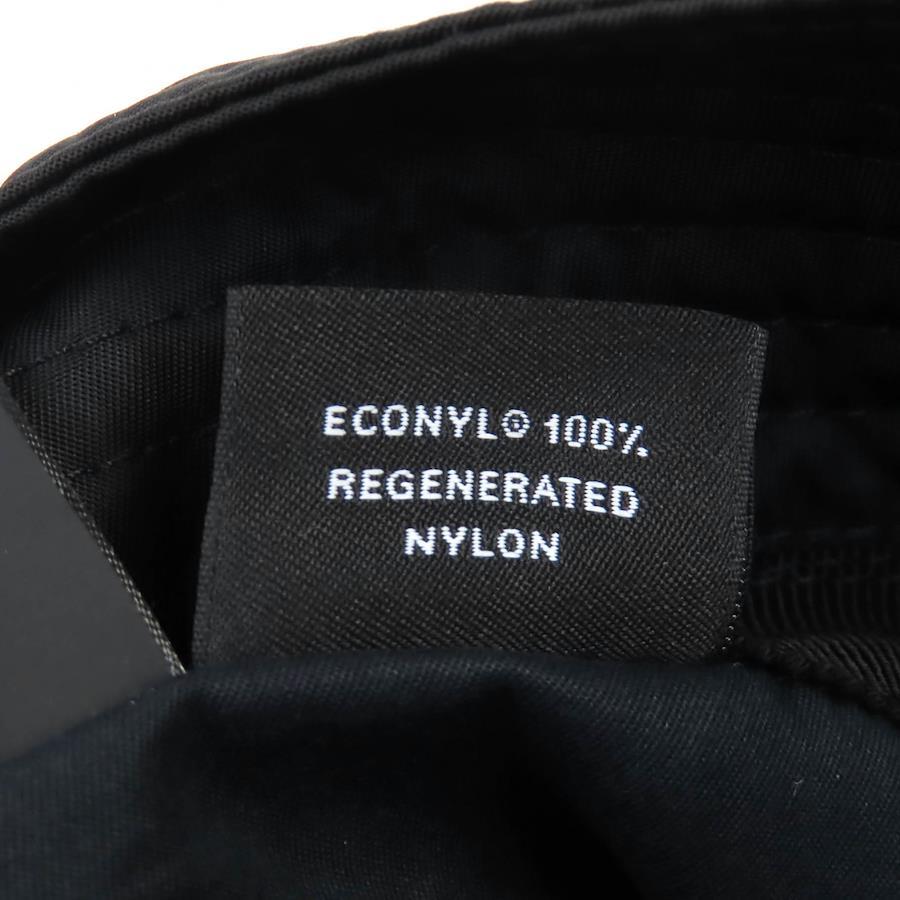 ECONYL® 100%
REGENERATED
NYLON